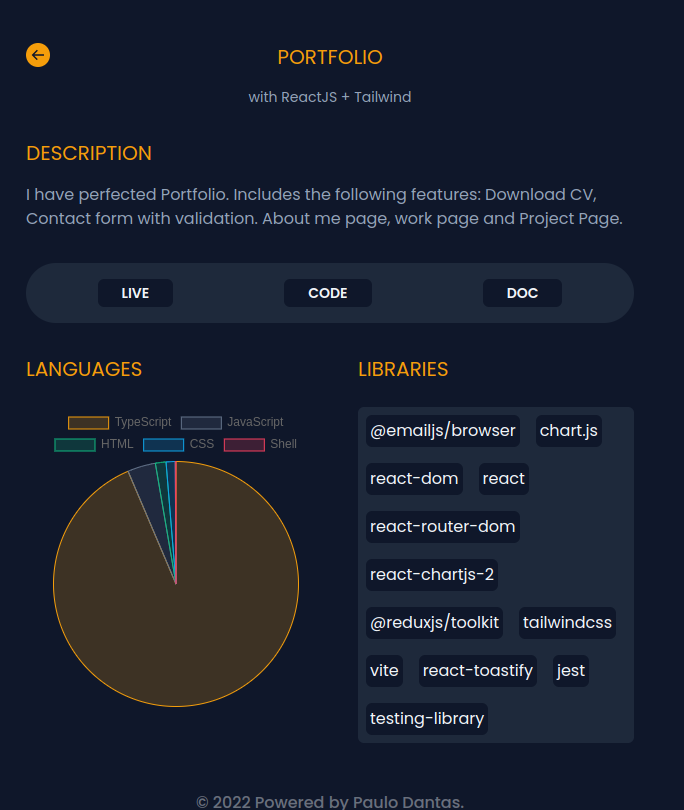 PORTFOLIO
with ReactJS + Tailwind
DESCRIPTION
I have perfected Portfolio. Includes the following features: Download CV,
Contact form with validation. About me page, work page and Project Page.
LIVE CODE DOC
LANGUAGES
TypeScript JavaScript
HTML CSS Shell
LIBRARIES
@emailjs/browser chart.js
react-dom react
react-router-dom
react-chartjs-2
@reduxjs/toolkit tailwindcss
vite react-toastify jest
testing-library
© 2022 Powered by Paulo Dantas.